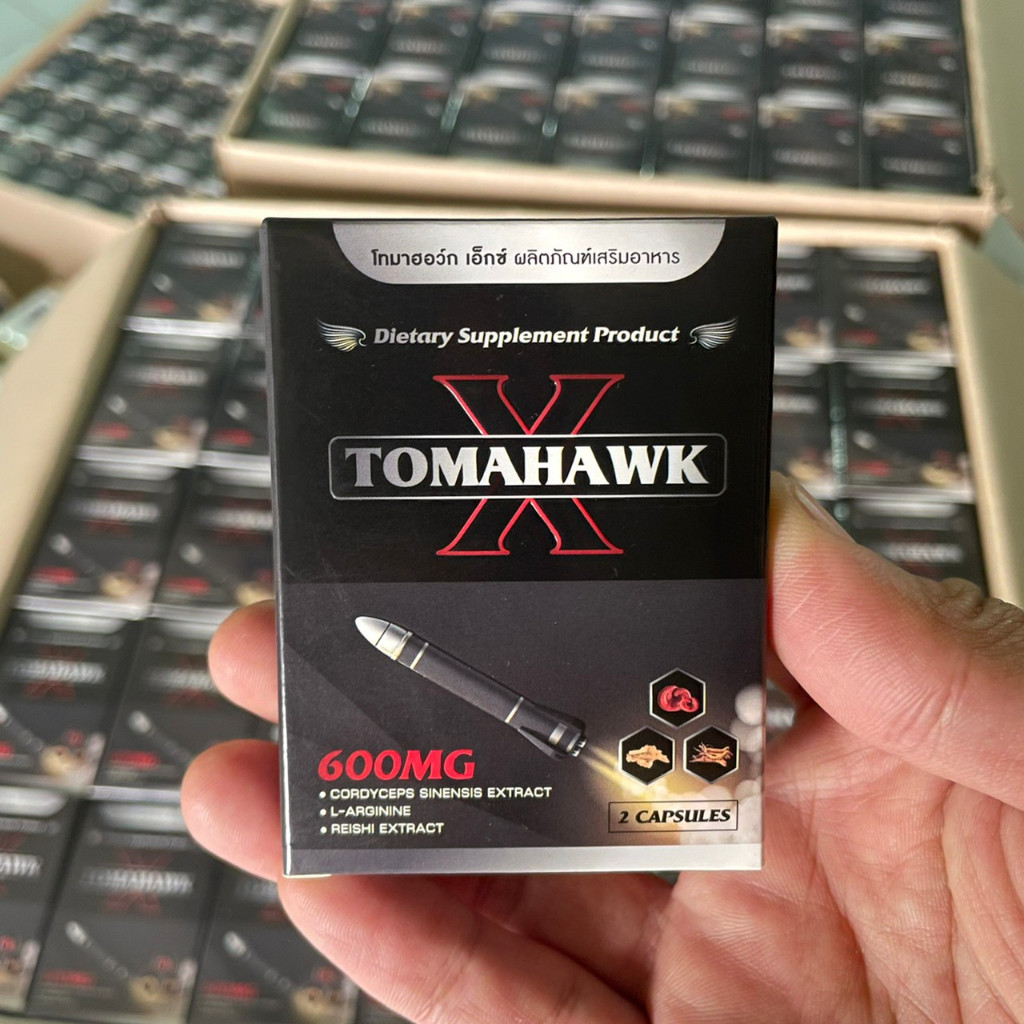 โทมาฮอว์ก เอ็กซ์ ผลิตภัณฑ์เสริมอาหาร
Dietary Supplement Product
X
TOMAHAWK
600MG
• CORDYCEPS SINENSIS EXTRACT
• L-ARGININE
• REISHI EXTRACT
2 CAPSULES
TOMAHAWK
600MG